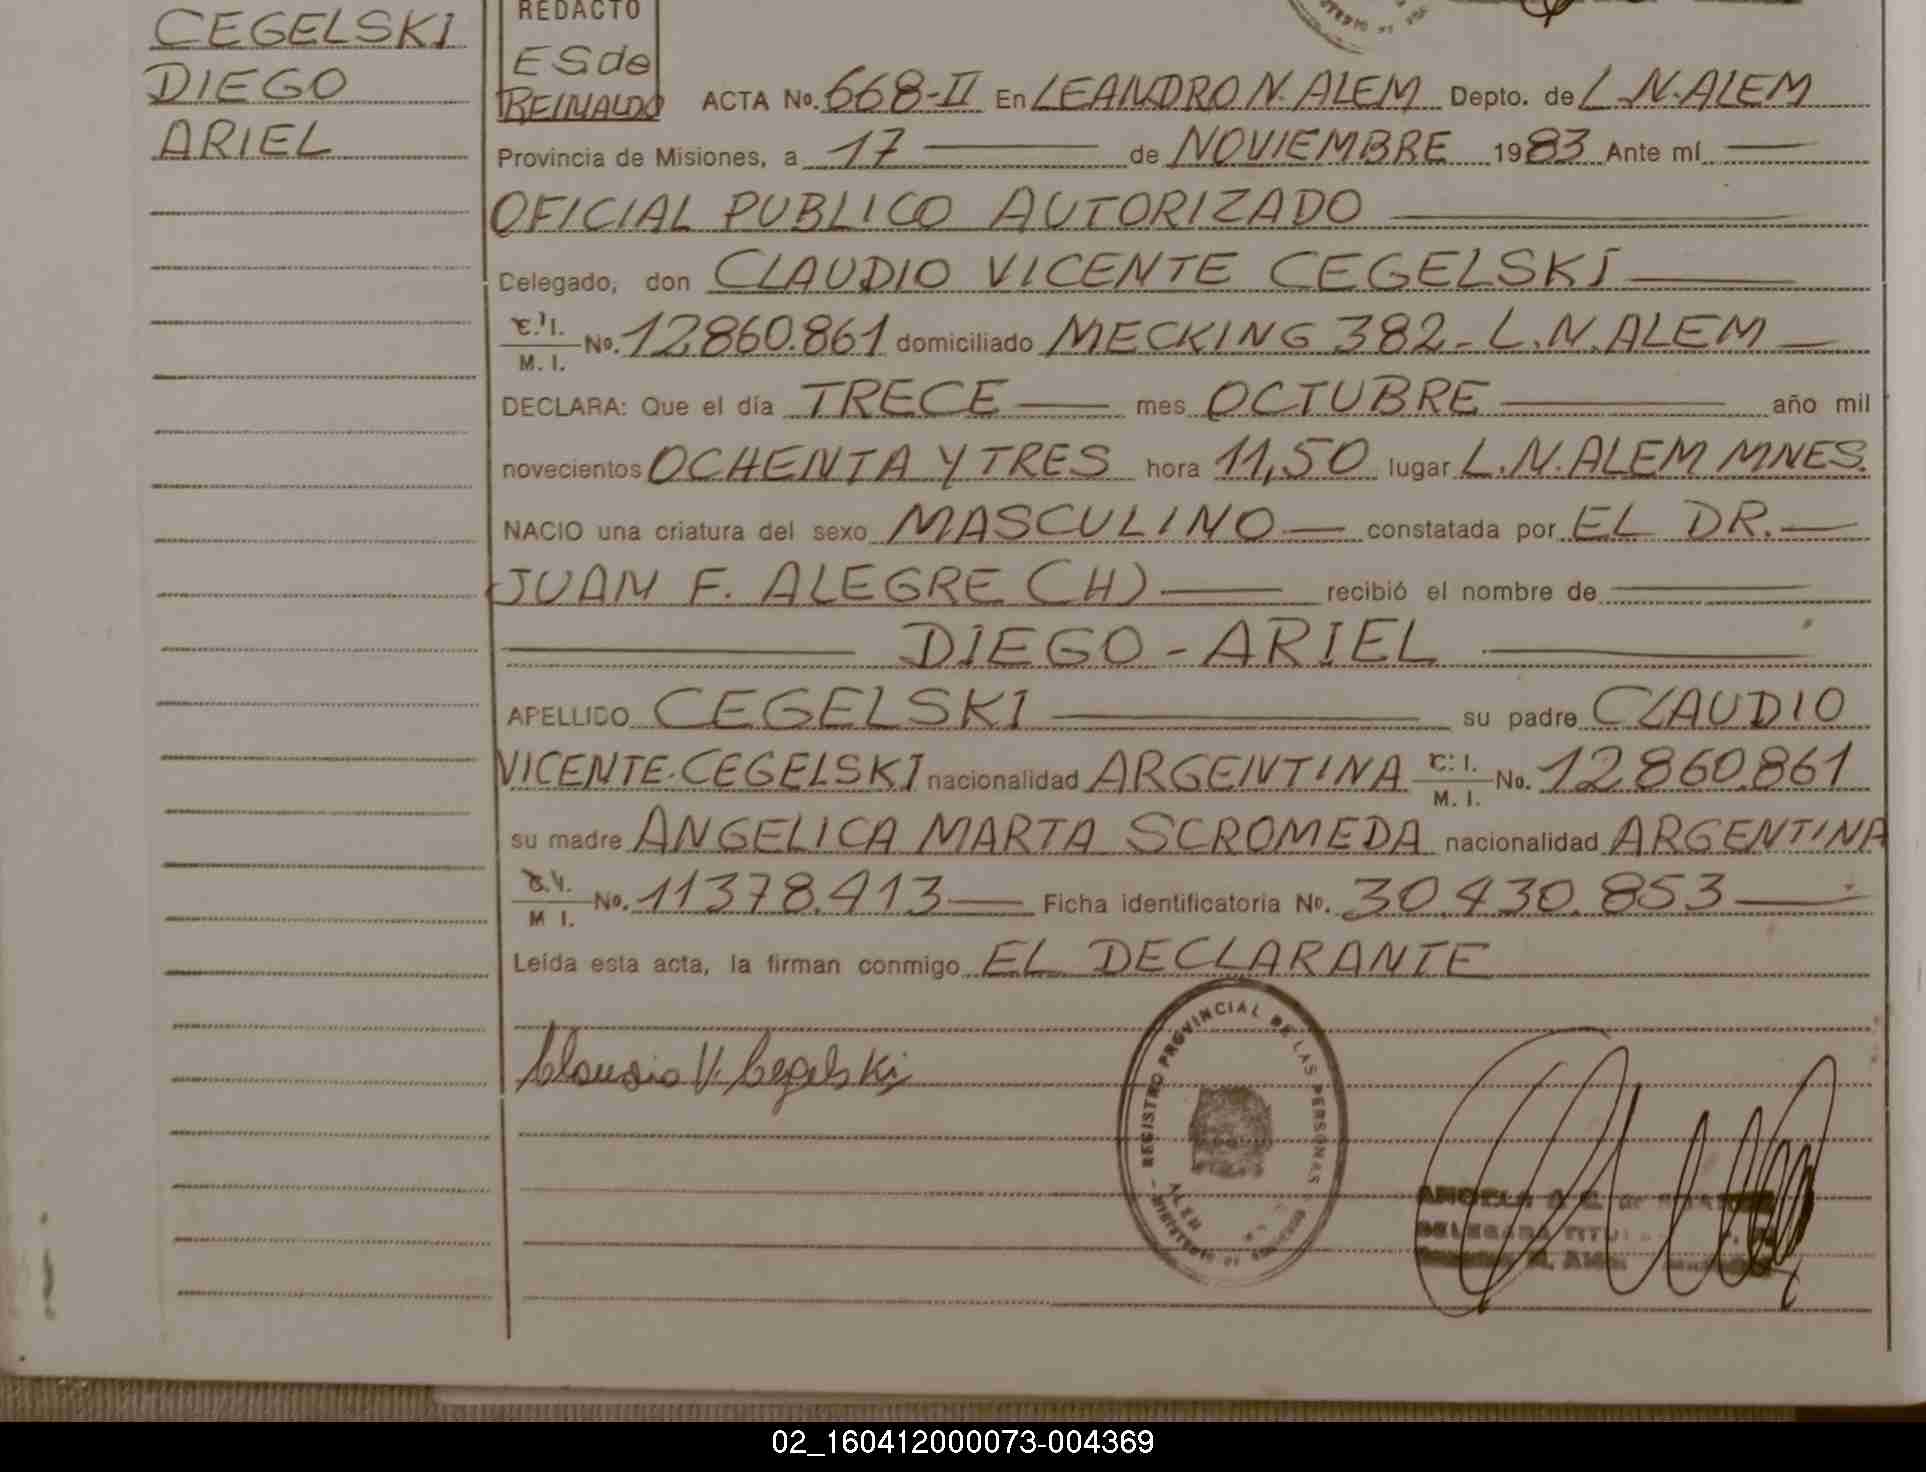 CEGELSKI
DIEGO
ARIEL
REDACTO
ESde
REINALDO
ACTA No. 668-II En LEANDRO N. ALEM Depto. de L.N. ALEM
Provincia de Misiones, a 17 de NOVIEMBRE 1983 Ante mí
OFICIAL PUBLICO AUTORIZADO
Celegado, don CLAUDIO VICENTE CEGELSKI
C.I. M. I. No. 12.860.861 domiciliado MECKING 382 - L.N. ALEM
DECLARA: Que el día TRECE mes OCTUBRE año mil
novecientos OCHENTA Y TRES hora 11,50 lugar L.N. ALEM MNES.
NACIO una criatura del sexo MASCULINO constatada por EL DR.
JUAN F. ALEGRE (H) recibió el nombre de
DIEGO - ARIEL
APELLIDO CEGELSKI su padre CLAUDIO
VICENTE. CEGELSKI nacionalidad ARGENTINA C. I. M. I. No. 12.860.861
su madre ANGELICA MARTA SCROMEDA nacionalidad ARGENTINA
M I. No. 11.378.413 Ficha identificatoria No. 30.430.853
Leída esta acta, la firman conmigo EL DECLARANTE
Claudio V. Cegelski
REGISTRO PROVINCIAL DE LAS PERSONAS
ALEM
MINISTERIO DE GOBIERNO
02_160412000073-004369